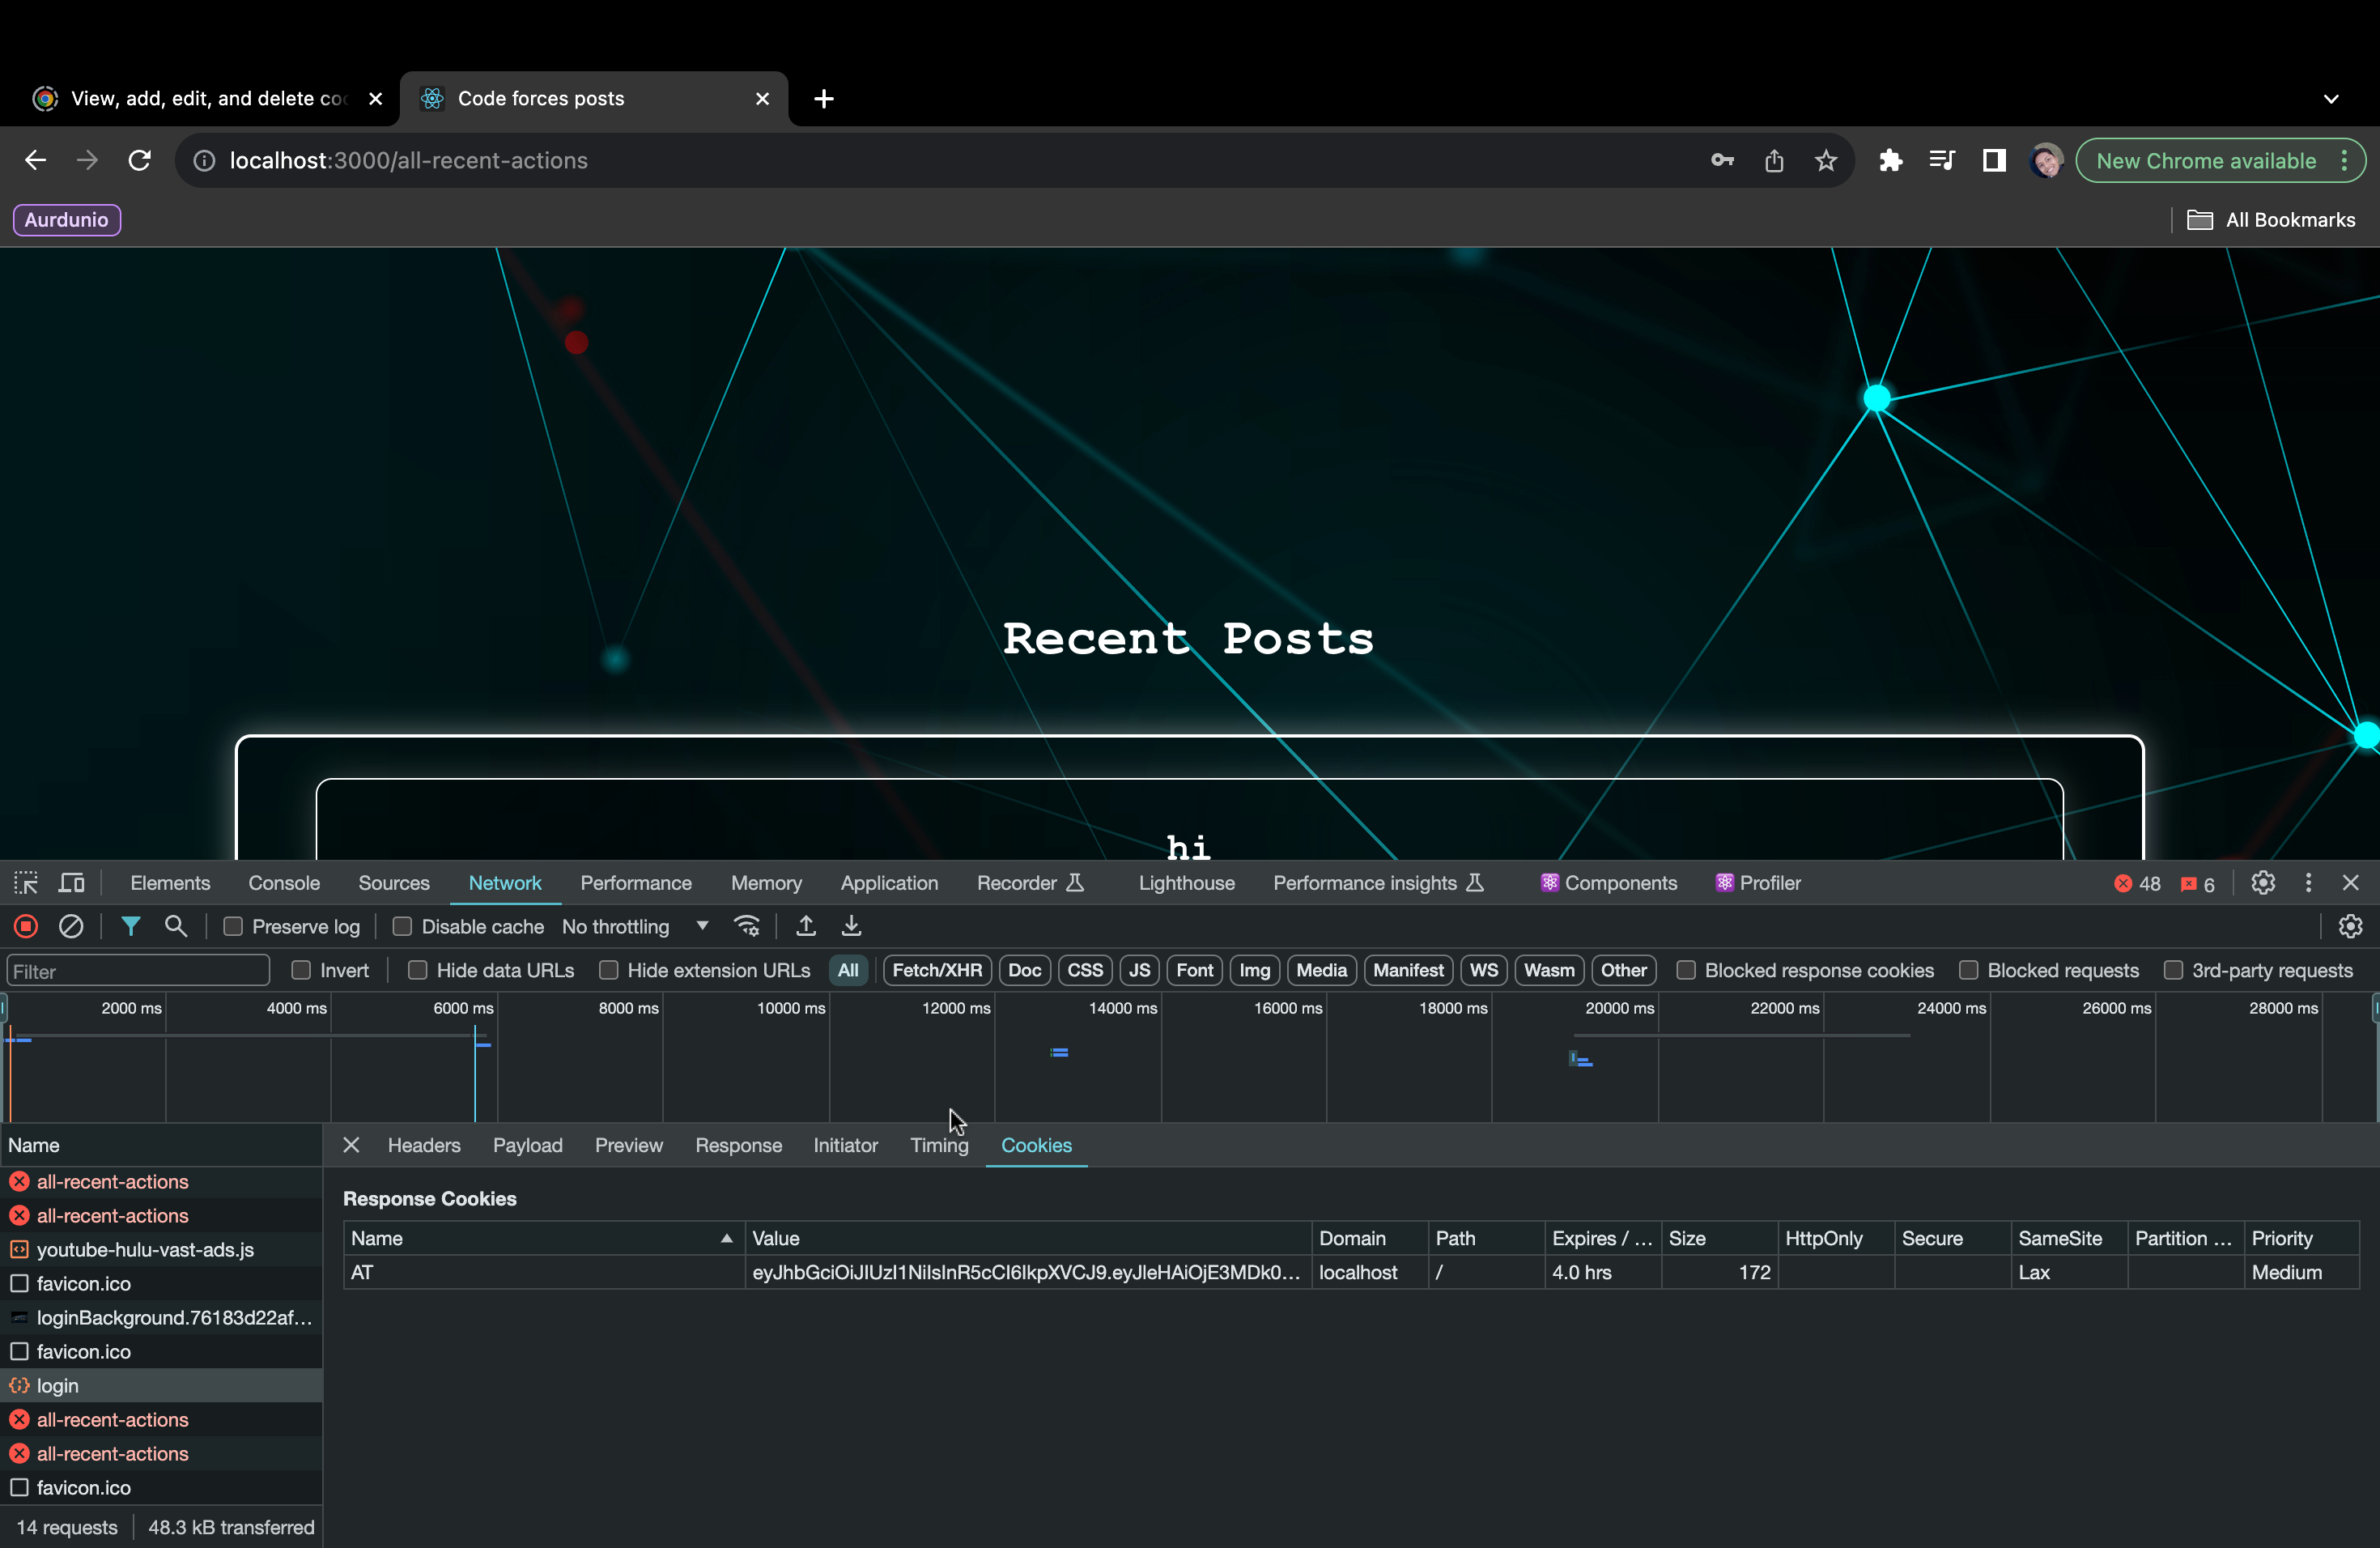 View, add, edit, and delete coo
Code forces posts
localhost:3000/all-recent-actions
New Chrome available
Aurdunio
All Bookmarks
Recent Posts
hi
Elements Console Sources Network Performance Memory Application Recorder Lighthouse Performance insights Components Profiler 48 6
Preserve log Disable cache No throttling
Filter Invert Hide data URLs Hide extension URLs All Fetch/XHR Doc CSS JS Font Img Media Manifest WS Wasm Other Blocked response cookies Blocked requests 3rd-party requests
2000 ms 4000 ms 6000 ms 8000 ms 10000 ms 12000 ms 14000 ms 16000 ms 18000 ms 20000 ms 22000 ms 24000 ms 26000 ms 28000 ms
Name
all-recent-actions
all-recent-actions
youtube-hulu-vast-ads.js
favicon.ico
loginBackground.76183d22af...
favicon.ico
login
all-recent-actions
all-recent-actions
favicon.ico
14 requests 48.3 kB transferred
Headers Payload Preview Response Initiator Timing Cookies
Response Cookies
Name Value Domain Path Expires / ... Size HttpOnly Secure SameSite Partition ... Priority
AT eyJhbGciOiJIUzI1NiIsInR5cCI6IkpXVCJ9.eyJleHAiOjE3MDk0... localhost / 4.0 hrs 172 Lax Medium